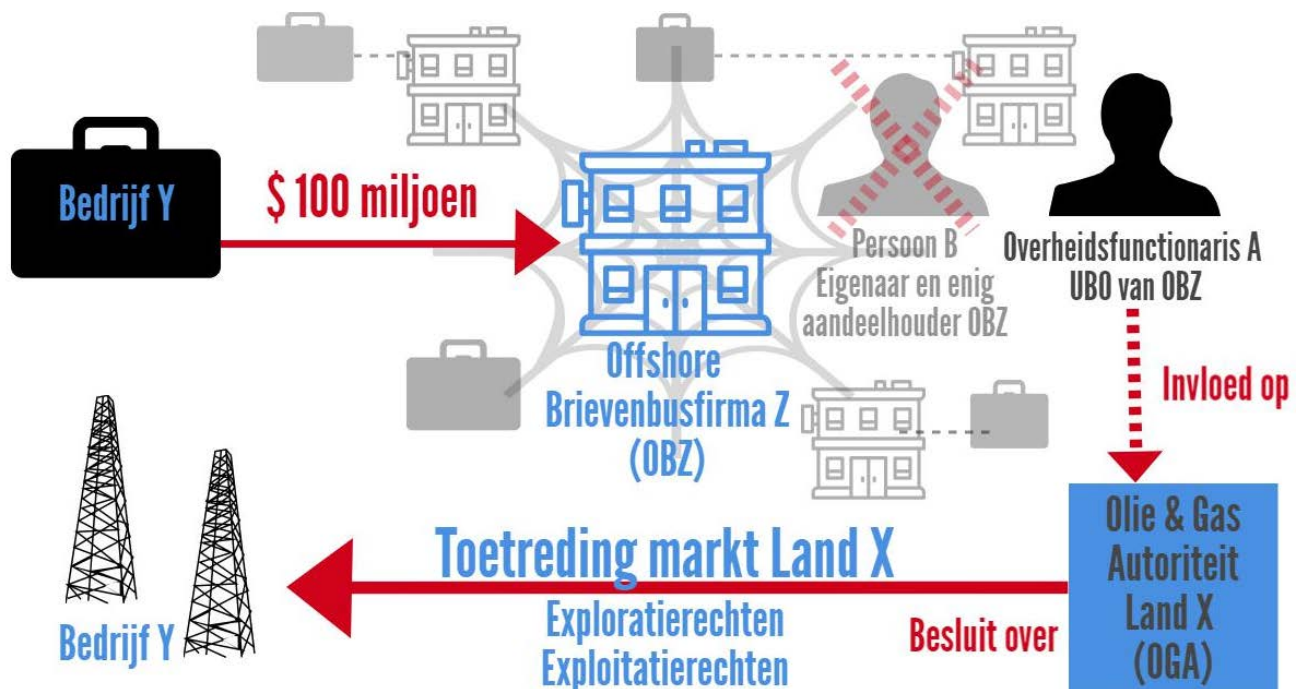 Bedrijf Y
$ 100 miljoen
Persoon B
Eigenaar en enig
aandeelhouder OBZ
Overheidsfunctionaris A
UBO van OBZ
Offshore
Brievenbusfirma Z
(OBZ)
Invloed op
Olie & Gas
Autoriteit
Land X
(OGA)
Besluit over
Toetreding markt Land X
Exploratierechten
Exploitatierechten
Bedrijf Y